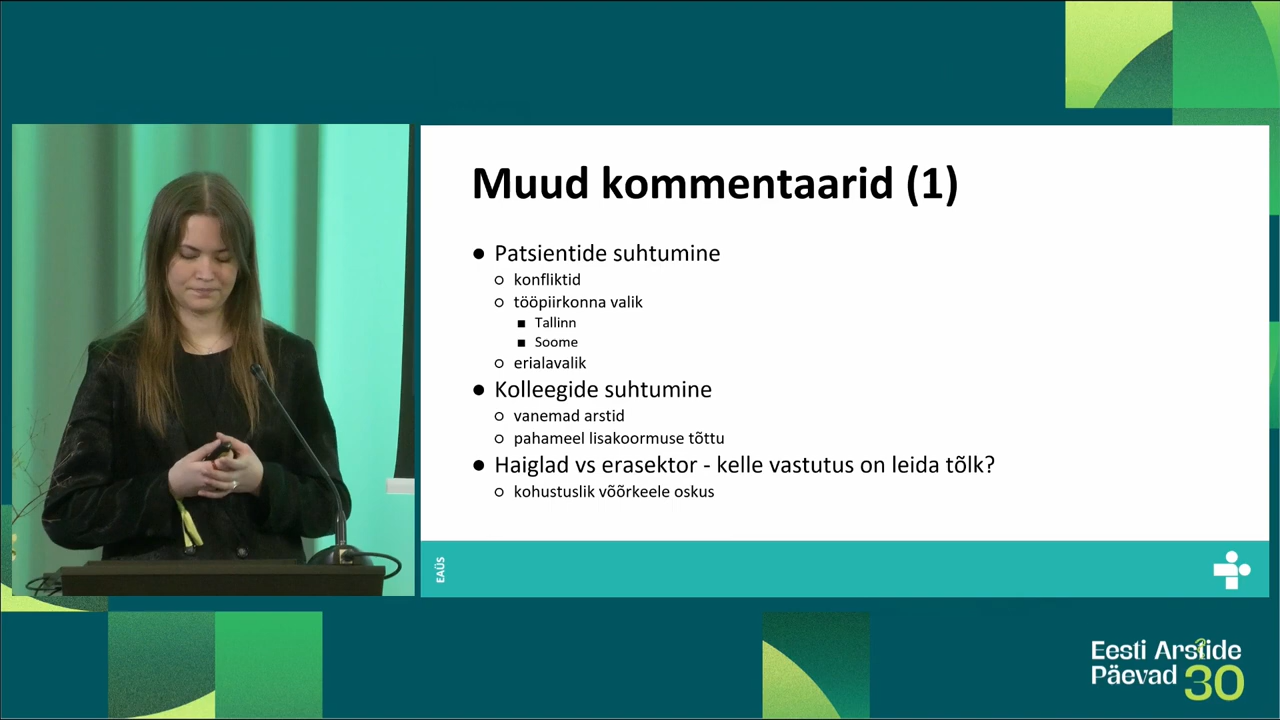 Muud kommentaarid (1)
● Patsientide suhtumine
○ konfliktid
○ tööpiirkonna valik
■ Tallinn
■ Soome
○ erialavalik
● Kolleegide suhtumine
○ vanemad arstid
○ pahameel lisakoormuse tõttu
● Haiglad vs erasektor - kelle vastutus on leida tõlk?
○ kohustuslik võõrkeele oskus
EAÜS
Eesti Arstide
Päevad 30